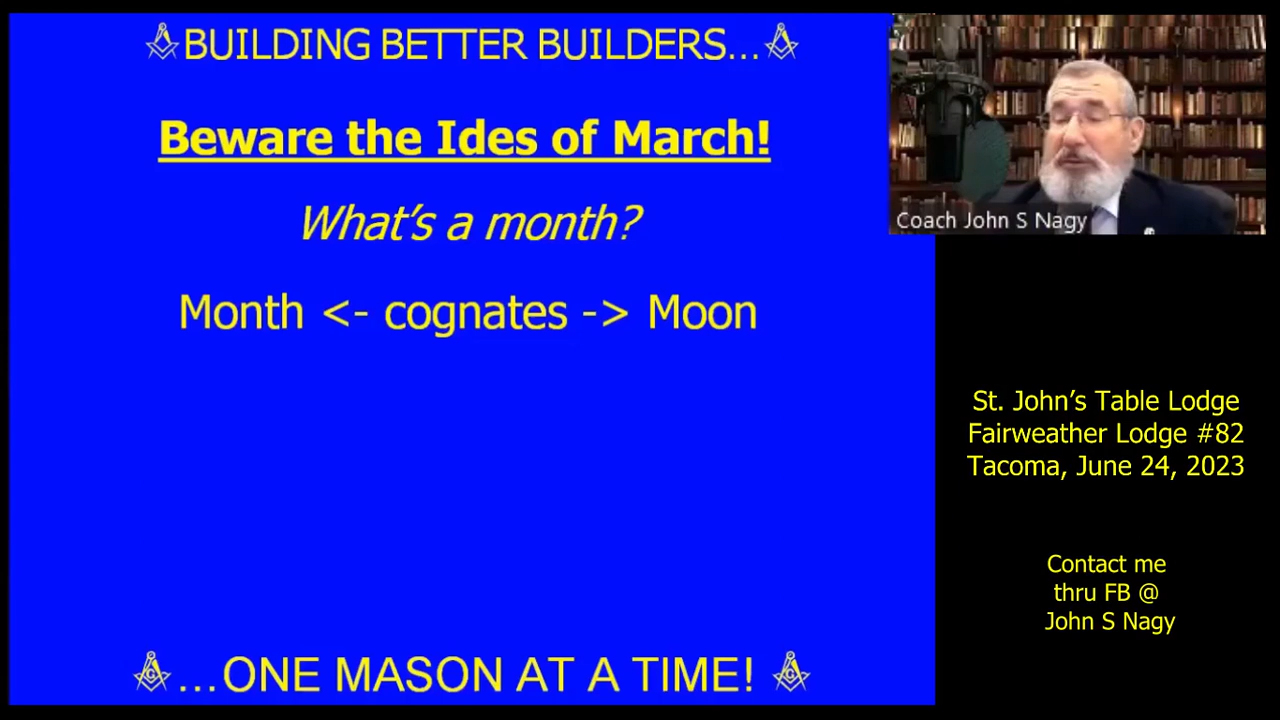 BUILDING BETTER BUILDERS...
Beware the Ides of March!
What's a month?
Month <- cognates -> Moon
...ONE MASON AT A TIME!
Coach John S Nagy
St. John's Table Lodge
Fairweather Lodge #82
Tacoma, June 24, 2023
Contact me
thru FB @
John S Nagy